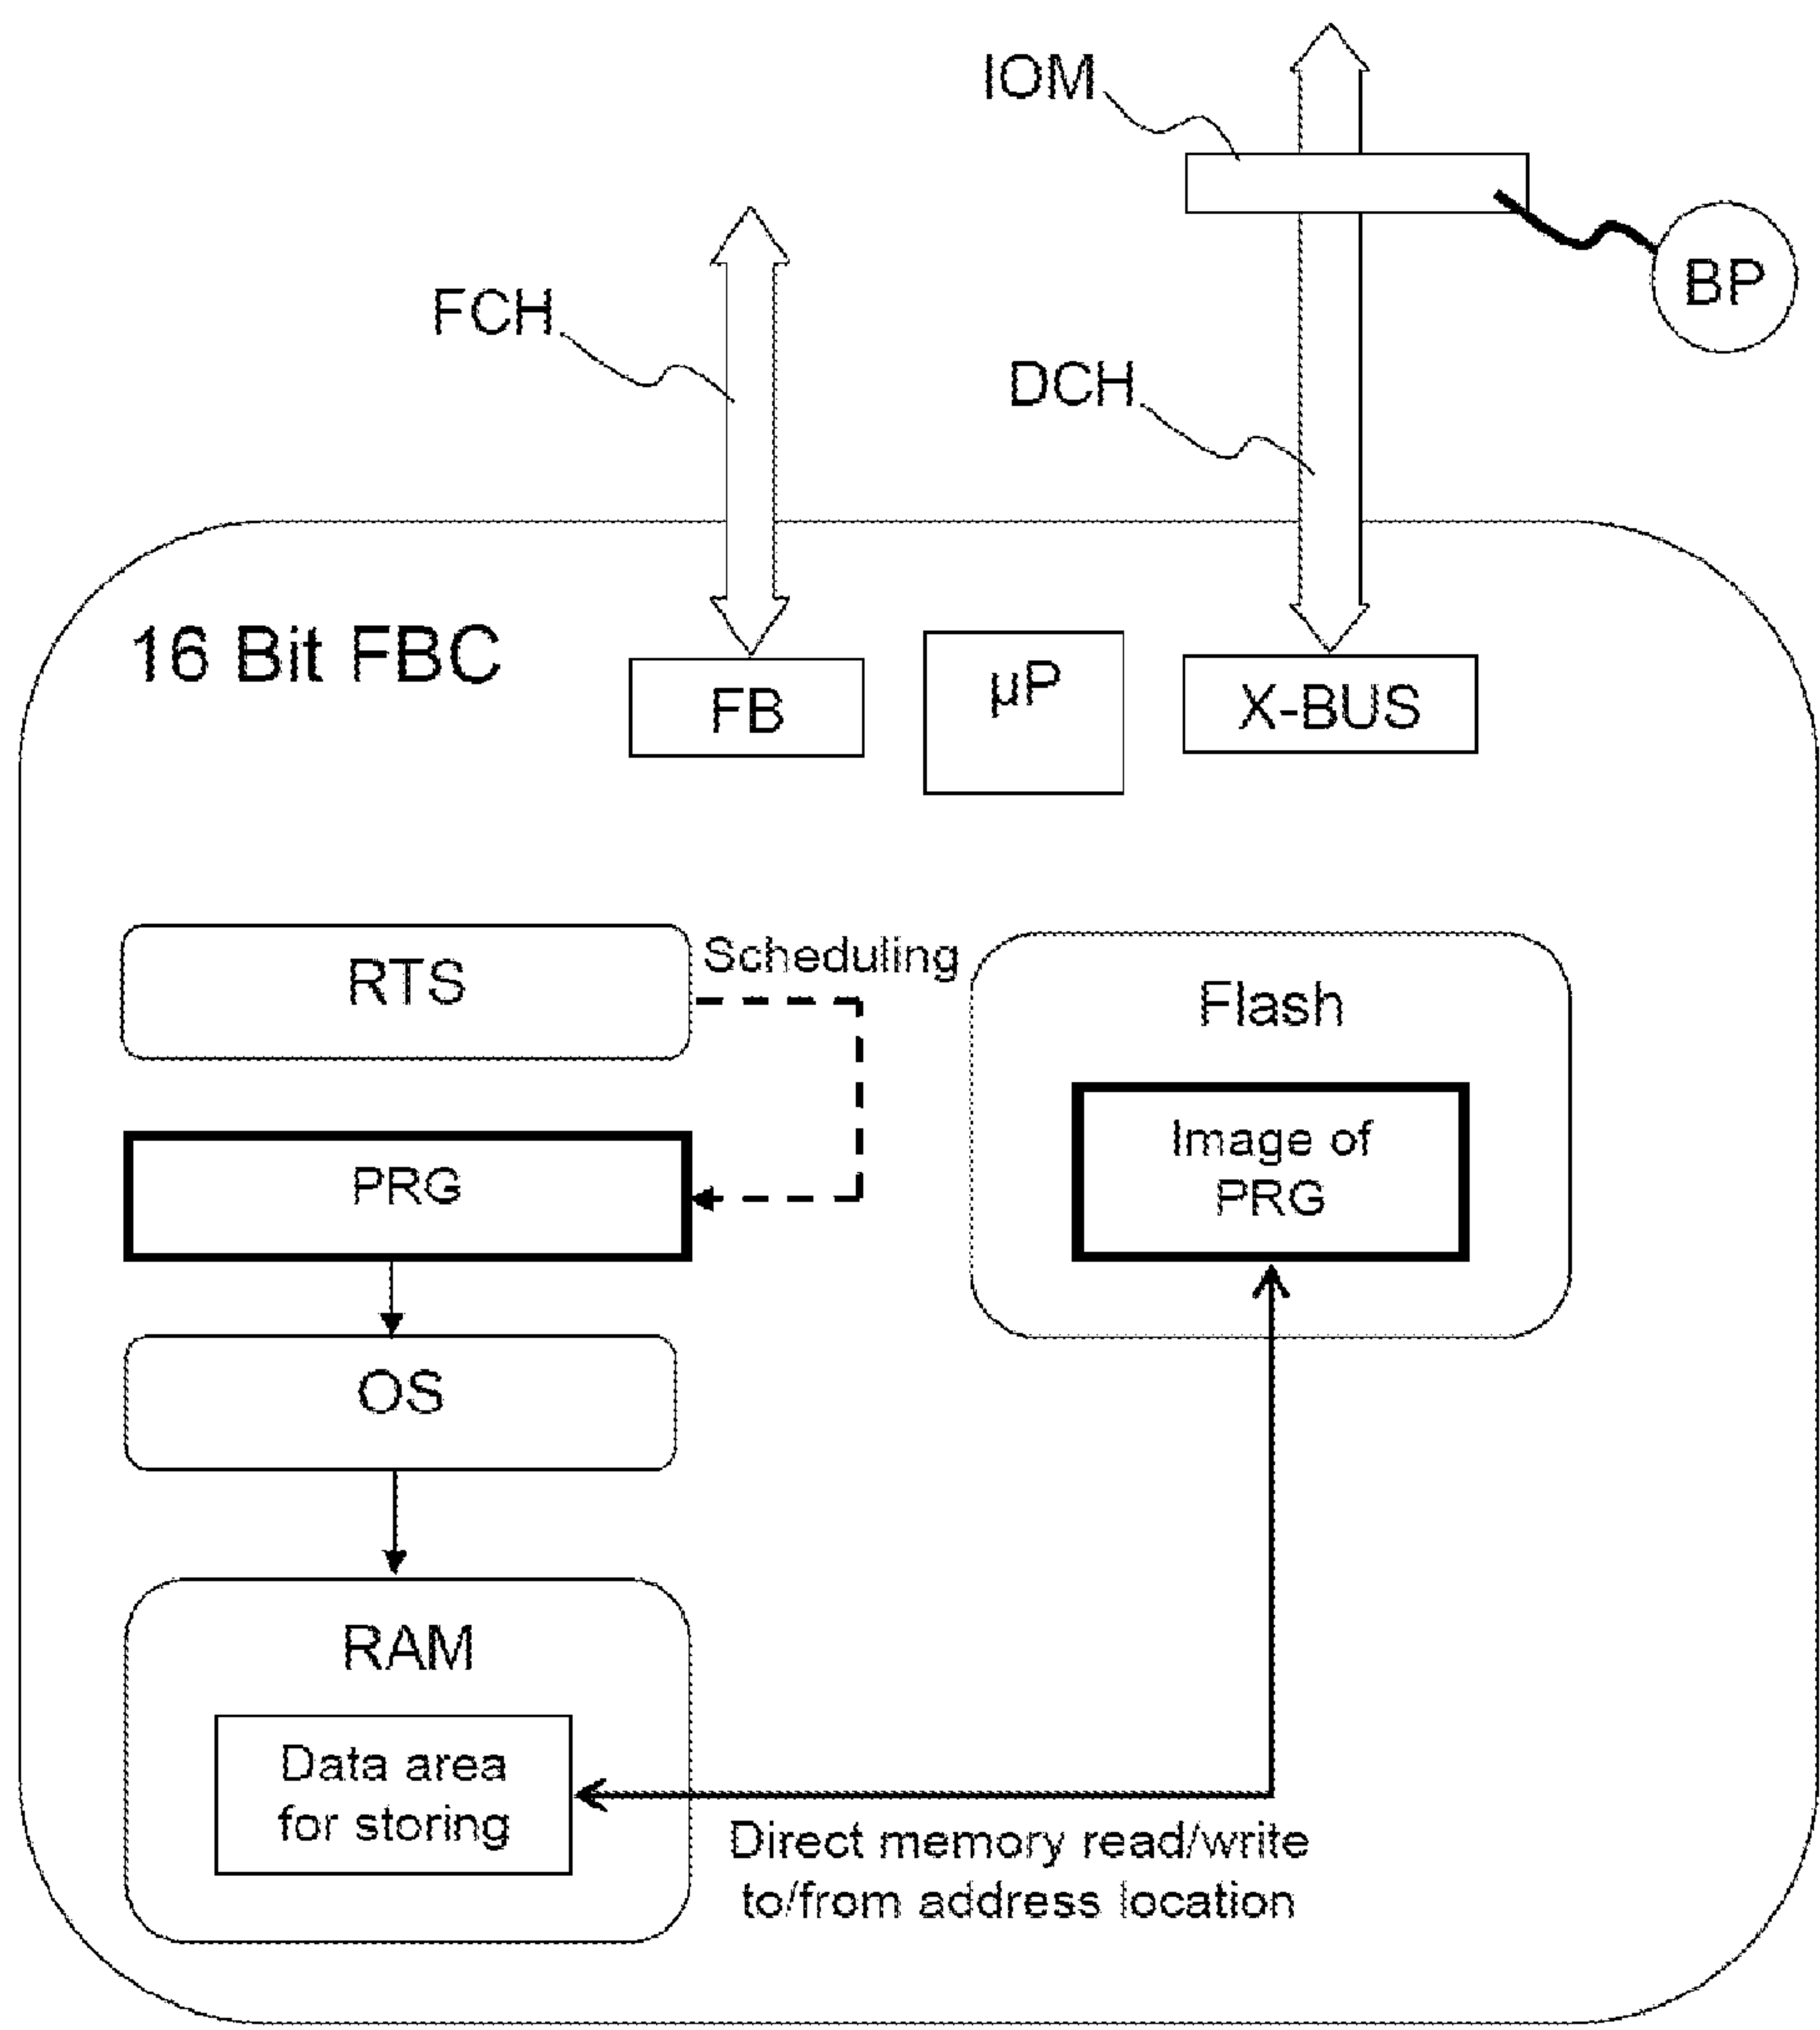 IOM
BP
FCH
DCH
16 Bit FBC
FB
µP
X-BUS
RTS
Scheduling
Flash
PRG
Image of
PRG
OS
RAM
Data area
for storing
Direct memory read/write
to/from address location